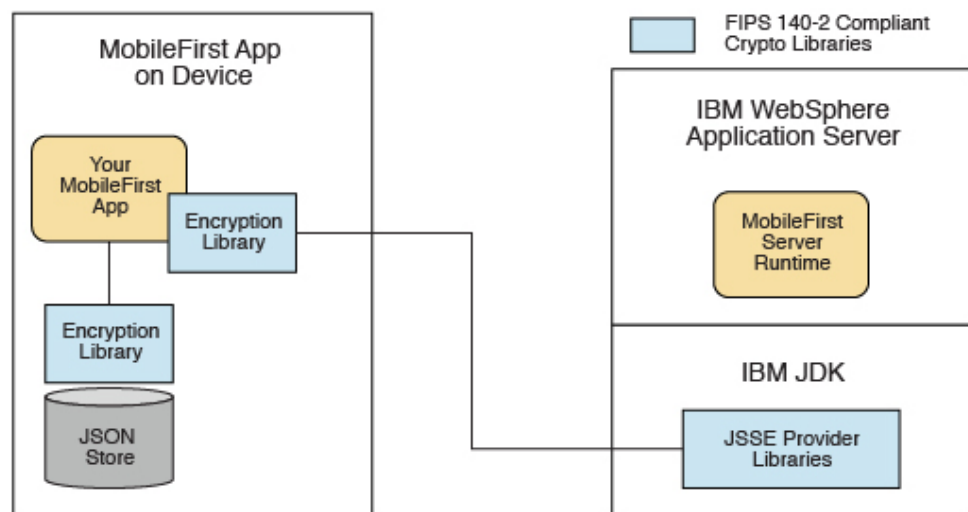 MobileFirst App
on Device
Your
MobileFirst
App
Encryption
Library
Encryption
Library
JSON
Store
FIPS 140-2 Compliant
Crypto Libraries
IBM WebSphere
Application Server
MobileFirst
Server
Runtime
IBM JDK
JSSE Provider
Libraries